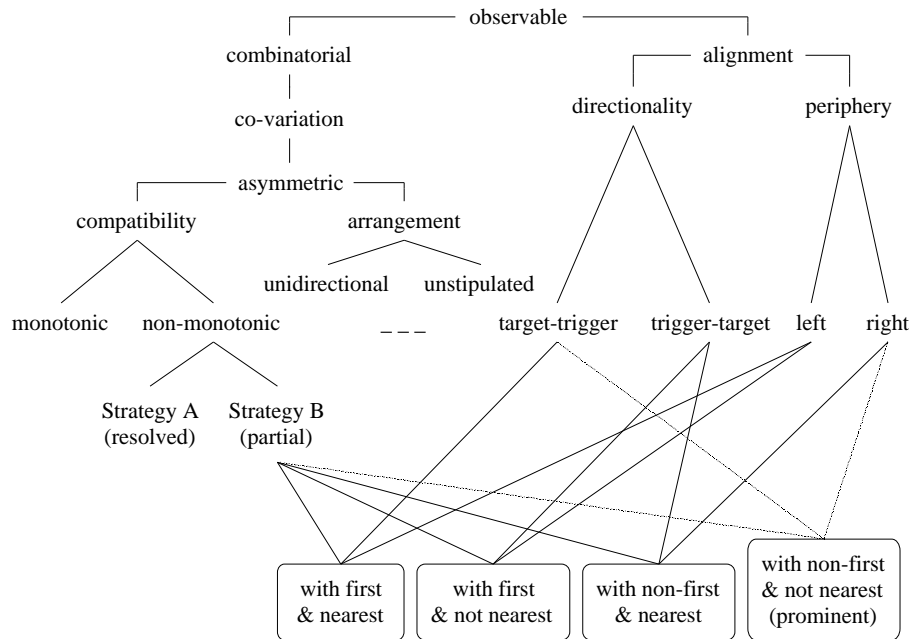 observable
combinatorial
alignment
directionality
periphery
co-variation
asymmetric
compatibility
arrangement
unidirectional
unstipulated
monotonic
non-monotonic
_ _ _
target-trigger
trigger-target
left
right
Strategy A
(resolved)
Strategy B
(partial)
with first
& nearest
with first
& not nearest
with non-first
& nearest
with non-first
& not nearest
(prominent)